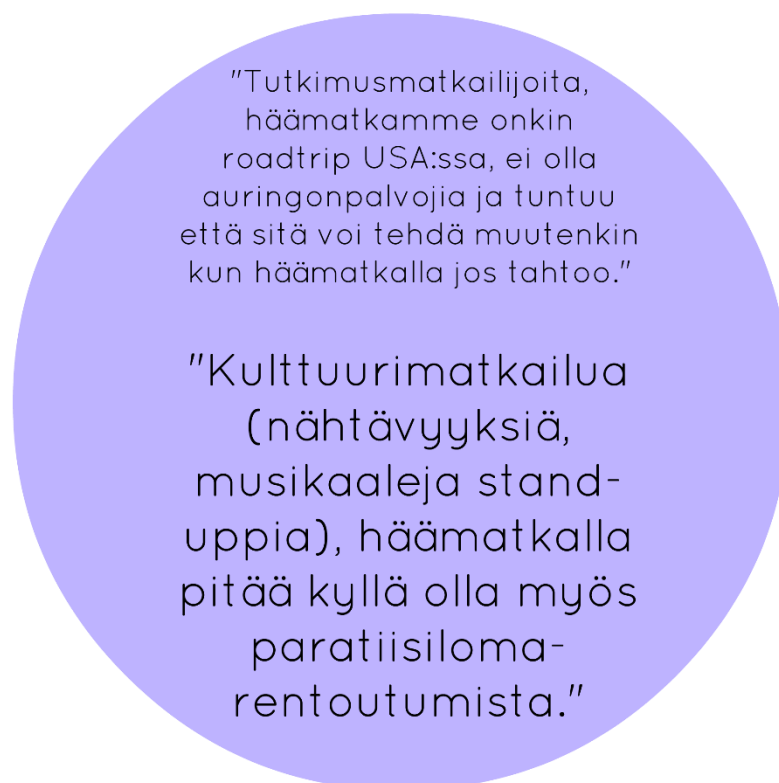 "Tutkimusmatkailijoita,
häämatkamme onkin
roadtrip USA:ssa, ei olla
auringonpalvojia ja tuntuu
että sitä voi tehdä muutenkin
kun häämatkalla jos tahtoo."
"Kulttuurimatkailua
(nähtävyyksiä,
musikaaleja stand-
uppia), häämatkalla
pitää kyllä olla myös
paratiisiloma-
rentoutumista."